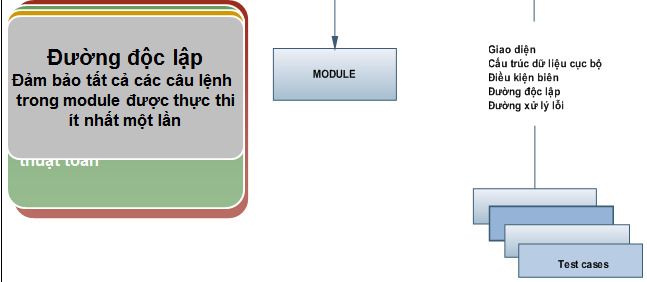 Đường độc lập
Đảm bảo tất cả các câu lệnh
trong module được thực thi
ít nhất một lần
thuật toán
MODULE
Giao diện
Cấu trúc dữ liệu cục bộ
Điều kiện biên
Đường độc lập
Đường xử lý lỗi
Test cases